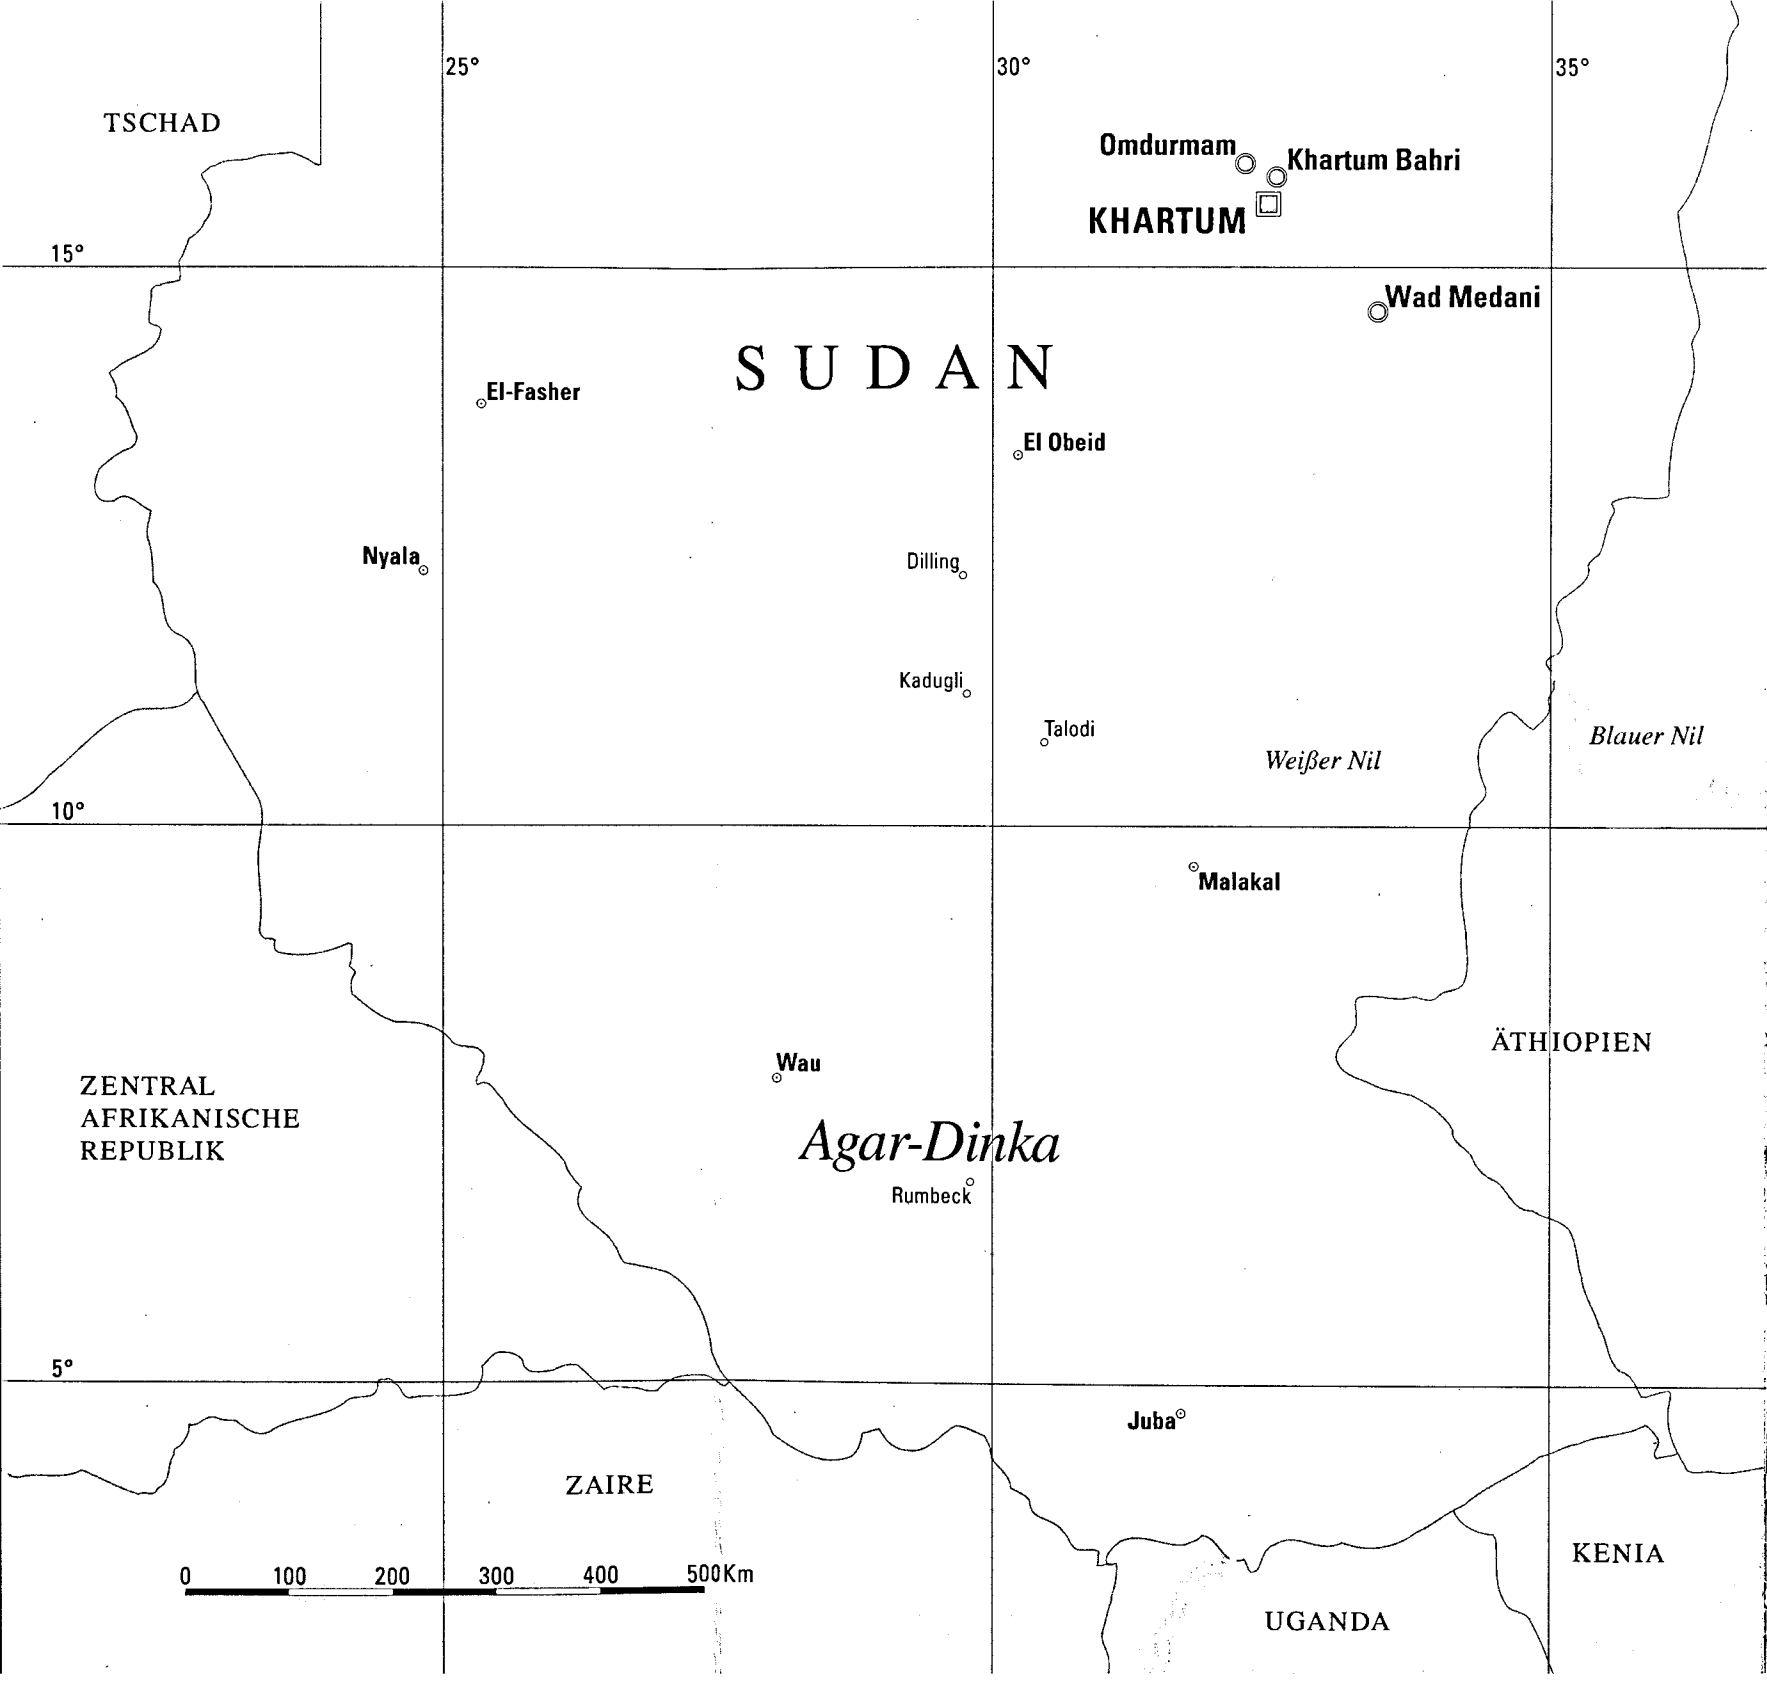 25°
30°
35°
TSCHAD
Omdurmam
Khartum Bahri
KHARTUM
15°
Wad Medani
SUDAN
El-Fasher
El Obeid
Nyala
Dilling
Kadugli
Talodi
Weißer Nil
Blauer Nil
10°
Malakal
ÄTHIOPIEN
Wau
ZENTRAL
AFRIKANISCHE
REPUBLIK
Agar-Dinka
Rumbeck
5°
Juba
ZAIRE
KENIA
0 100 200 300 400 500Km
UGANDA